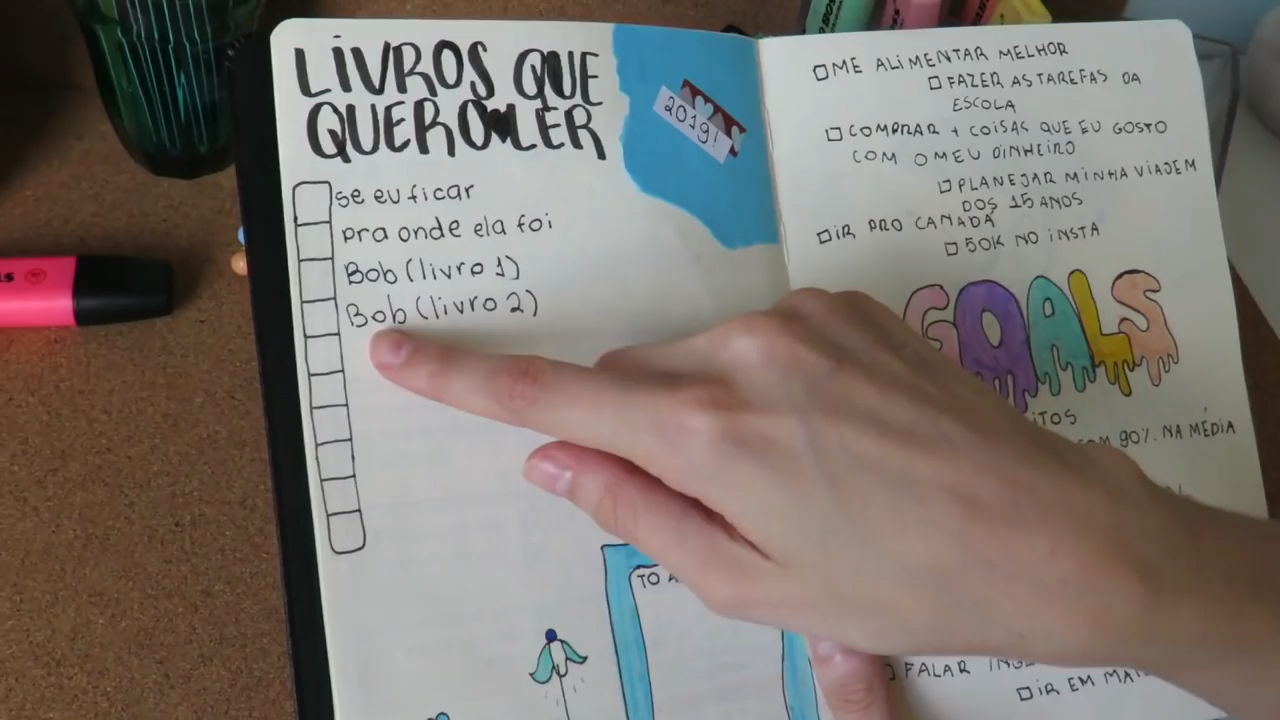 LIVROS QUE
QUERO LER
2019!
se eu ficar
pra onde ela foi
Bob (livro 1)
Bob (livro 2)
ME ALIMENTAR MELHOR
FAZER AS TAREFAS DA
ESCOLA
COMPRAR + COISAS QUE EU GOSTO
COM O MEU DINHEIRO
PLANEJAR MINHA VIAJEM
DOS 15 ANOS
IR PRO CANADÁ
50K NO INSTA
GOALS
90% NA MÉDIA
TO
FALAR
IR EM